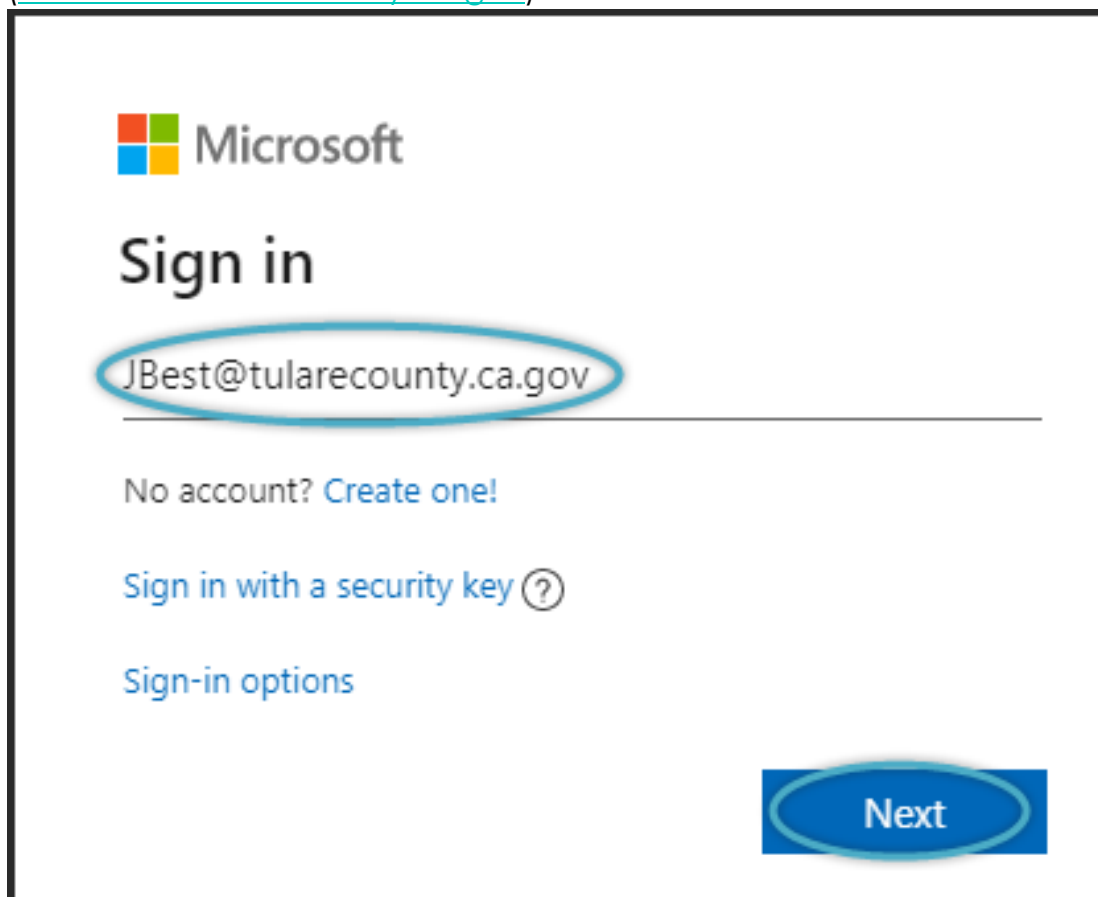 Microsoft
Sign in
JBest@tularecounty.ca.gov
No account? Create one!
Sign in with a security key ?
Sign-in options
Next